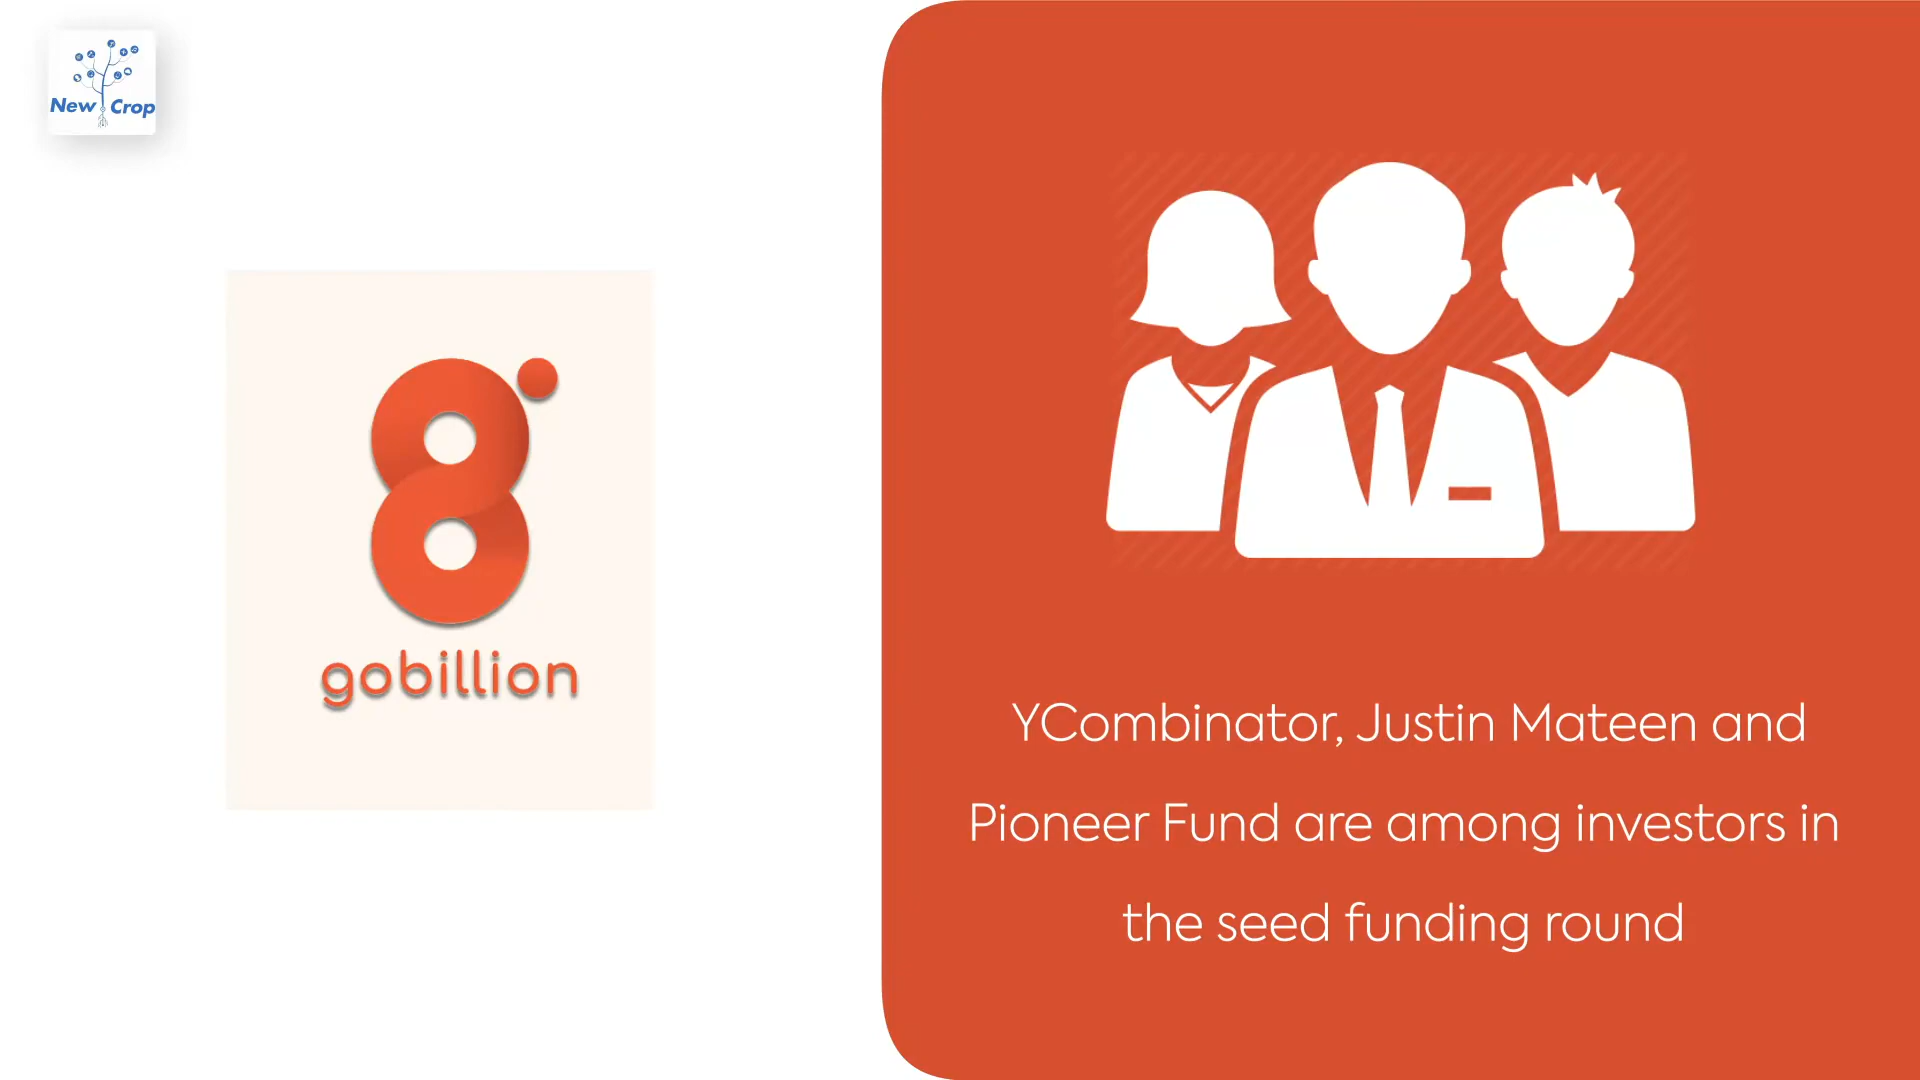 New Crop
gobillion
YCombinator, Justin Mateen and
Pioneer Fund are among investors in
the seed funding round